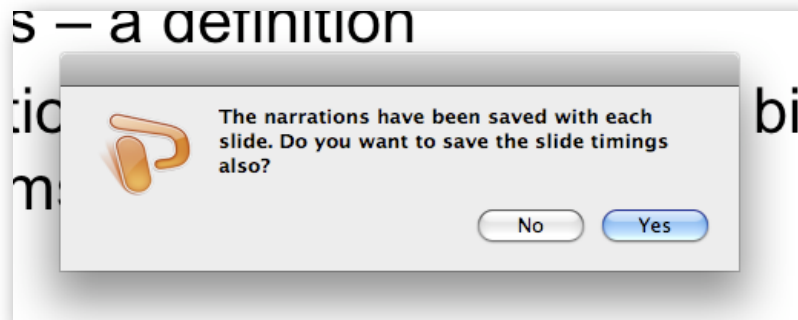 s – a definition
The narrations have been saved with each
slide. Do you want to save the slide timings
also?
No Yes